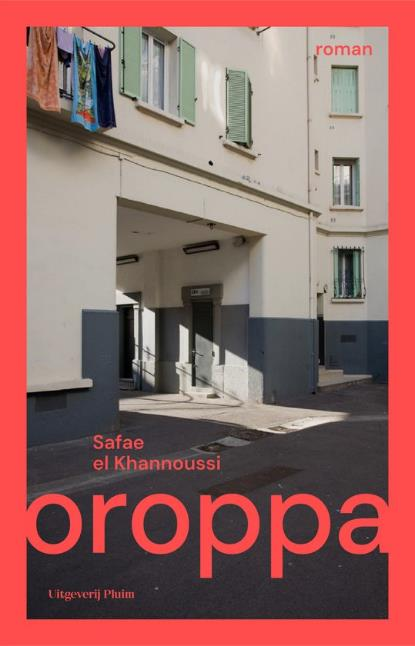 roman
Safae
el Khannoussi
oroppa
Uitgeverij Pluim